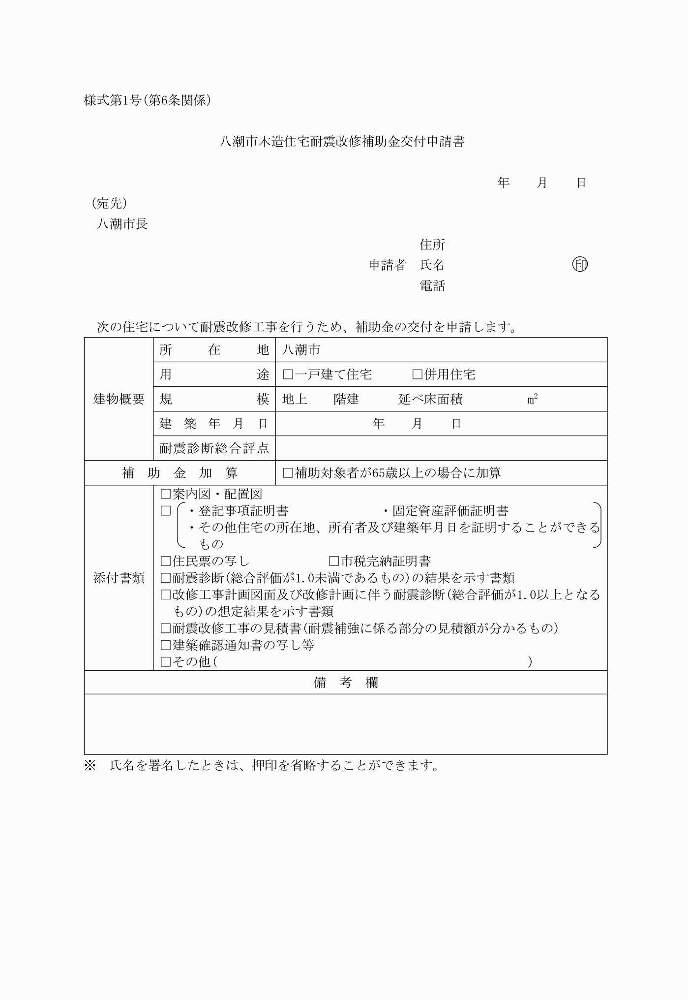 様式第1号(第6条関係)
八潮市木造住宅耐震改修補助金交付申請書
年　　月　　日
(宛先)
八潮市長
住所
申請者　氏名　　　　　　　　　　㊞
電話
次の住宅について耐震改修工事を行うため、補助金の交付を申請します。
建物概要
所在地　八潮市
用途　□一戸建て住宅　　　□併用住宅
規模　地上　　階建　　　延べ床面積　　　　　m²
建築年月日　　　　年　　月　　日
耐震診断総合評点
補助金加算　□補助対象者が65歳以上の場合に加算
添付書類
□案内図・配置図
□　・登記事項証明書　　　　　　　・固定資産評価証明書
・その他住宅の所在地、所有者及び建築年月日を証明することができる
もの
□住民票の写し　　　　　　□市税完納証明書
□耐震診断(総合評価が1.0未満であるもの)の結果を示す書類
□改修工事計画図面及び改修計画に伴う耐震診断(総合評価が1.0以上となる
もの)の想定結果を示す書類
□耐震改修工事の見積書(耐震補強に係る部分の見積額が分かるもの)
□建築確認通知書の写し等
□その他(　　　　　　　　　　　　　　　　　　　　　　　　)
備　考　欄
※　氏名を署名したときは、押印を省略することができます。